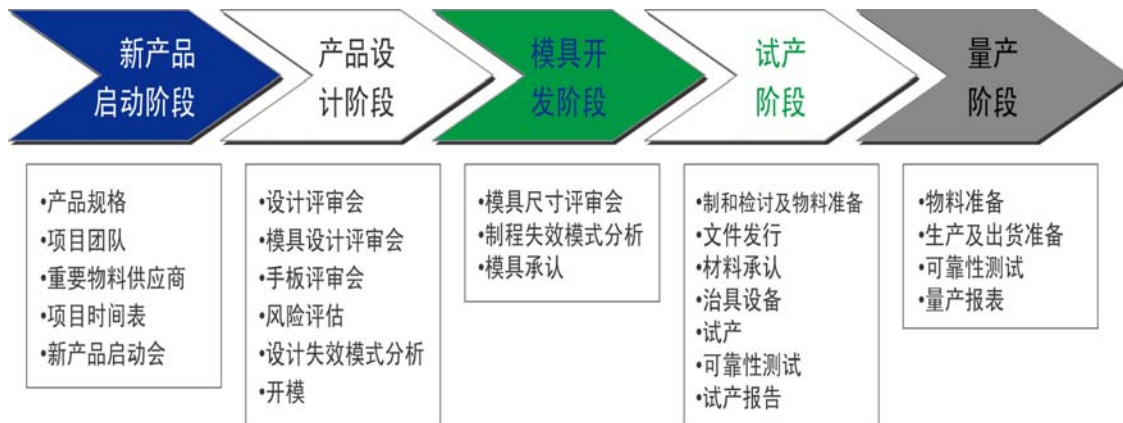 新产品
启动阶段
产品设
计阶段
模具开
发阶段
试产
阶段
量产
阶段
•产品规格
•项目团队
•重要物料供应商
•项目时间表
•新产品启动会
•设计评审会
•模具设计评审会
•手板评审会
•风险评估
•设计失效模式分析
•开模
•模具尺寸评审会
•制程失效模式分析
•模具承认
•制和检讨及物料准备
•文件发行
•材料承认
•治具设备
•试产
•可靠性测试
•试产报告
•物料准备
•生产及出货准备
•可靠性测试
•量产报表